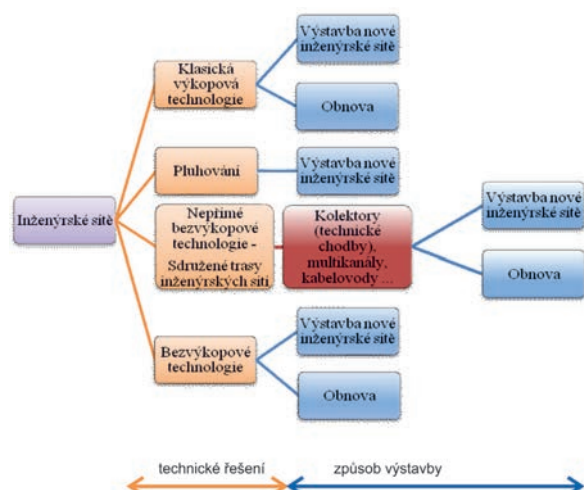 Výstavba nové
inženýrské sítě
Klasická
výkopová
technologie
Obnova
Pluhování
Výstavba nové
inženýrské sítě
Inženýrské sítě
Nepřímé
bezvýkopové
technologie -
Sdružené trasy
inženýrských sítí
Kolektory
(technické
chodby),
multikanály,
kabelovody ...
Výstavba nové
inženýrské sítě
Obnova
Bezvýkopové
technologie
Výstavba nové
inženýrské sítě
Obnova
technické řešení
způsob výstavby